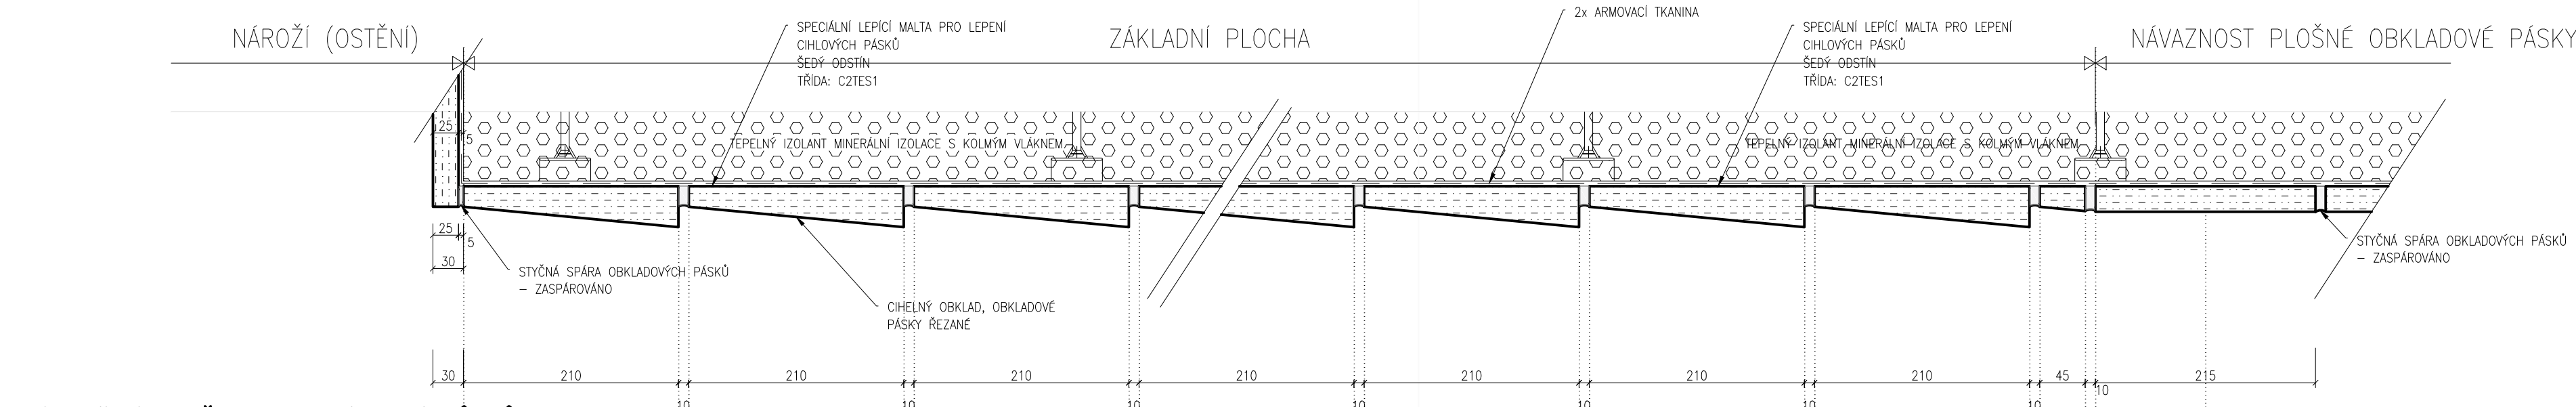 NÁROŽÍ (OSTĚNÍ)
ZÁKLADNÍ PLOCHA
NÁVAZNOST PLOŠNÉ OBKLADOVÉ PÁSKY
SPECIÁLNÍ LEPÍCÍ MALTA PRO LEPENÍ
CIHLOVÝCH PÁSKŮ
ŠEDÝ ODSTÍN
TŘÍDA: C2TES1
2x ARMOVACÍ TKANINA
SPECIÁLNÍ LEPÍCÍ MALTA PRO LEPENÍ
CIHLOVÝCH PÁSKŮ
ŠEDÝ ODSTÍN
TŘÍDA: C2TES1
25
5
TEPELNÝ IZOLANT MINERÁLNÍ IZOLACE S KOLMÝM VLÁKNEM
TEPELNÝ IZOLANT MINERÁLNÍ IZOLACE S KOLMÝM VLÁKNEM
25
5
30
STYČNÁ SPÁRA OBKLADOVÝCH PÁSKŮ
– ZASPÁROVÁNO
CIHELNÝ OBKLAD, OBKLADOVÉ
PÁSKY ŘEZANÉ
STYČNÁ SPÁRA OBKLADOVÝCH PÁSKŮ
– ZASPÁROVÁNO
30 210 210 210 210 210 210 210 45 215
10 10 10 10 10 10 10 10